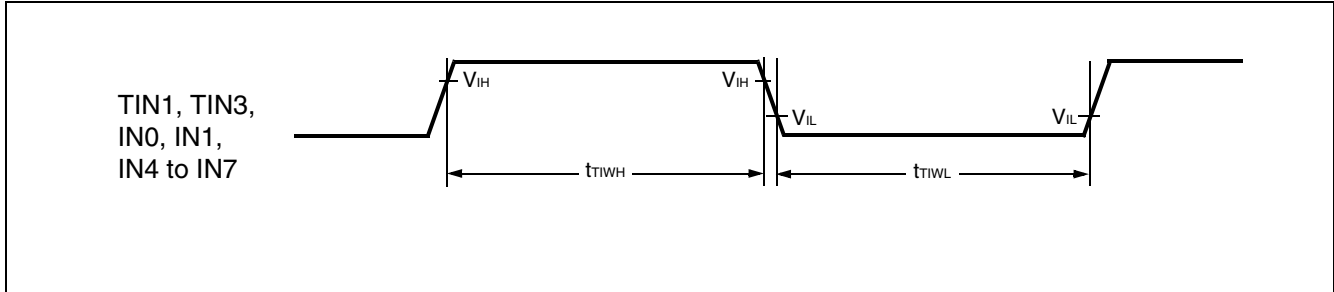 TIN1, TIN3,
IN0, IN1,
IN4 to IN7
VIH
VIH
VIL
VIL
tTIWH
tTIWL